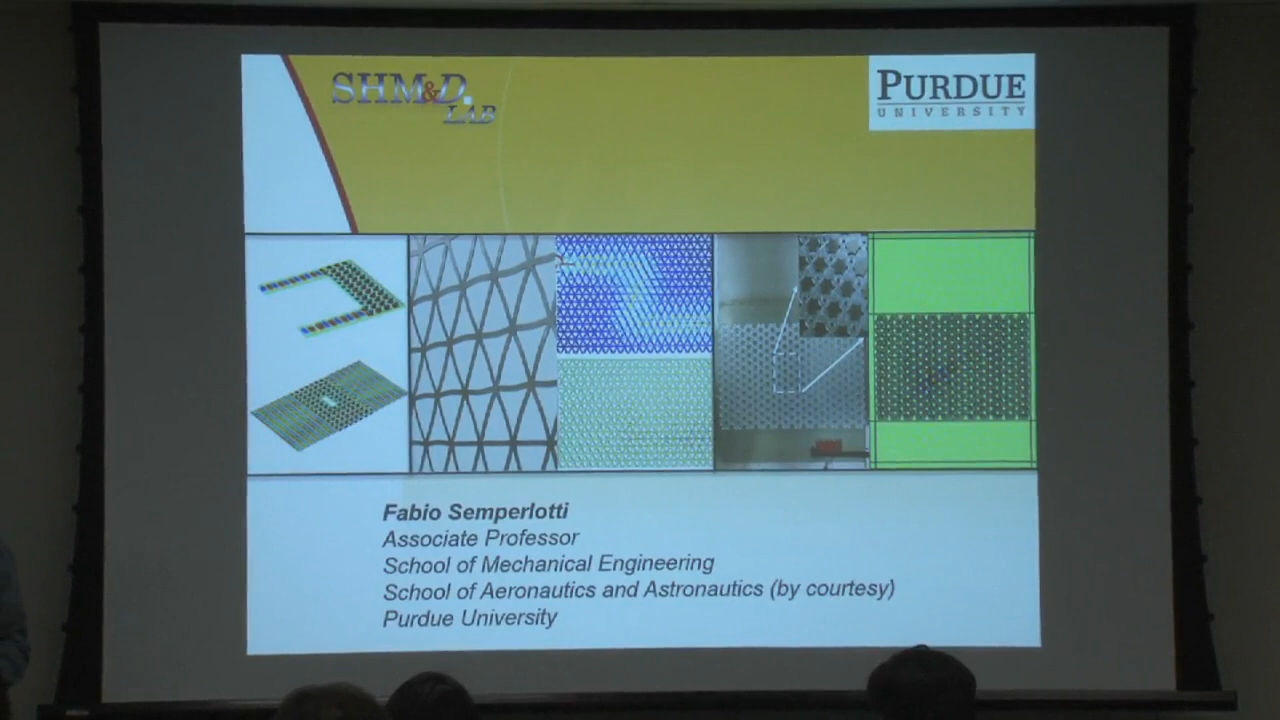 SHM&D
LAB
PURDUE
UNIVERSITY
Fabio Semperlotti
Associate Professor
School of Mechanical Engineering
School of Aeronautics and Astronautics (by courtesy)
Purdue University